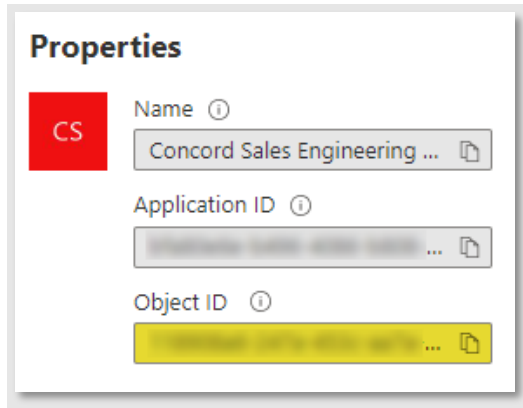 Properties
CS
Name
Concord Sales Engineering ...
Application ID
...
Object ID
...